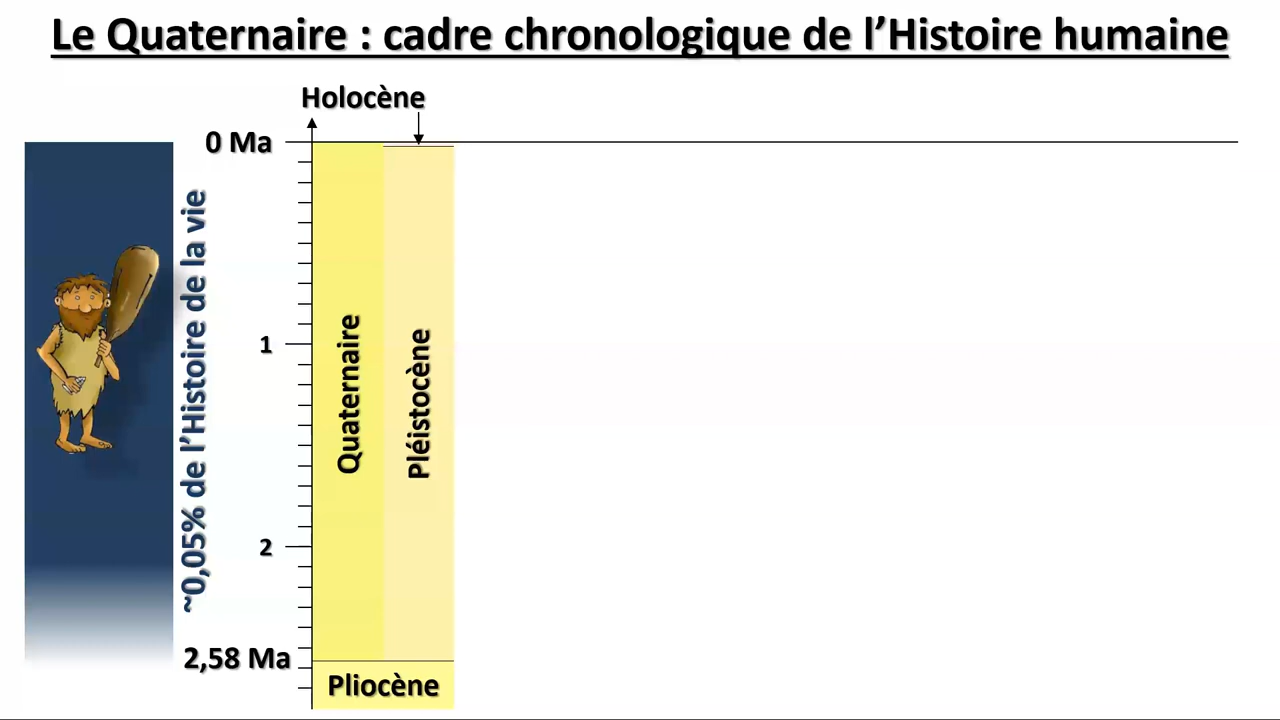 Le Quaternaire : cadre chronologique de l’Histoire humaine
Holocène
0 Ma
~0,05% de l’Histoire de la vie
1
Quaternaire
Pléistocène
2
2,58 Ma
Pliocène